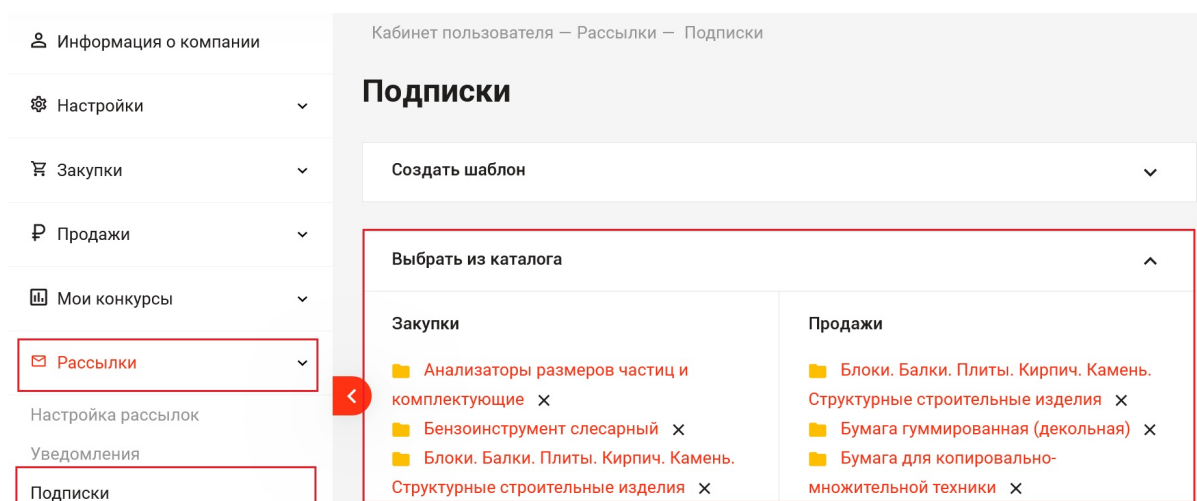 Информация о компании
Настройки
Закупки
Продажи
Мои конкурсы
Рассылки
Настройка рассылок
Уведомления
Подписки
Кабинет пользователя — Рассылки — Подписки
Подписки
Создать шаблон
Выбрать из каталога
Закупки
Анализаторы размеров частиц и
комплектующие ×
Бензоинструмент слесарный ×
Блоки. Балки. Плиты. Кирпич. Камень.
Структурные строительные изделия ×
Продажи
Блоки. Балки. Плиты. Кирпич. Камень.
Структурные строительные изделия ×
Бумага гуммированная (декольная) ×
Бумага для копировально-
множительной техники ×